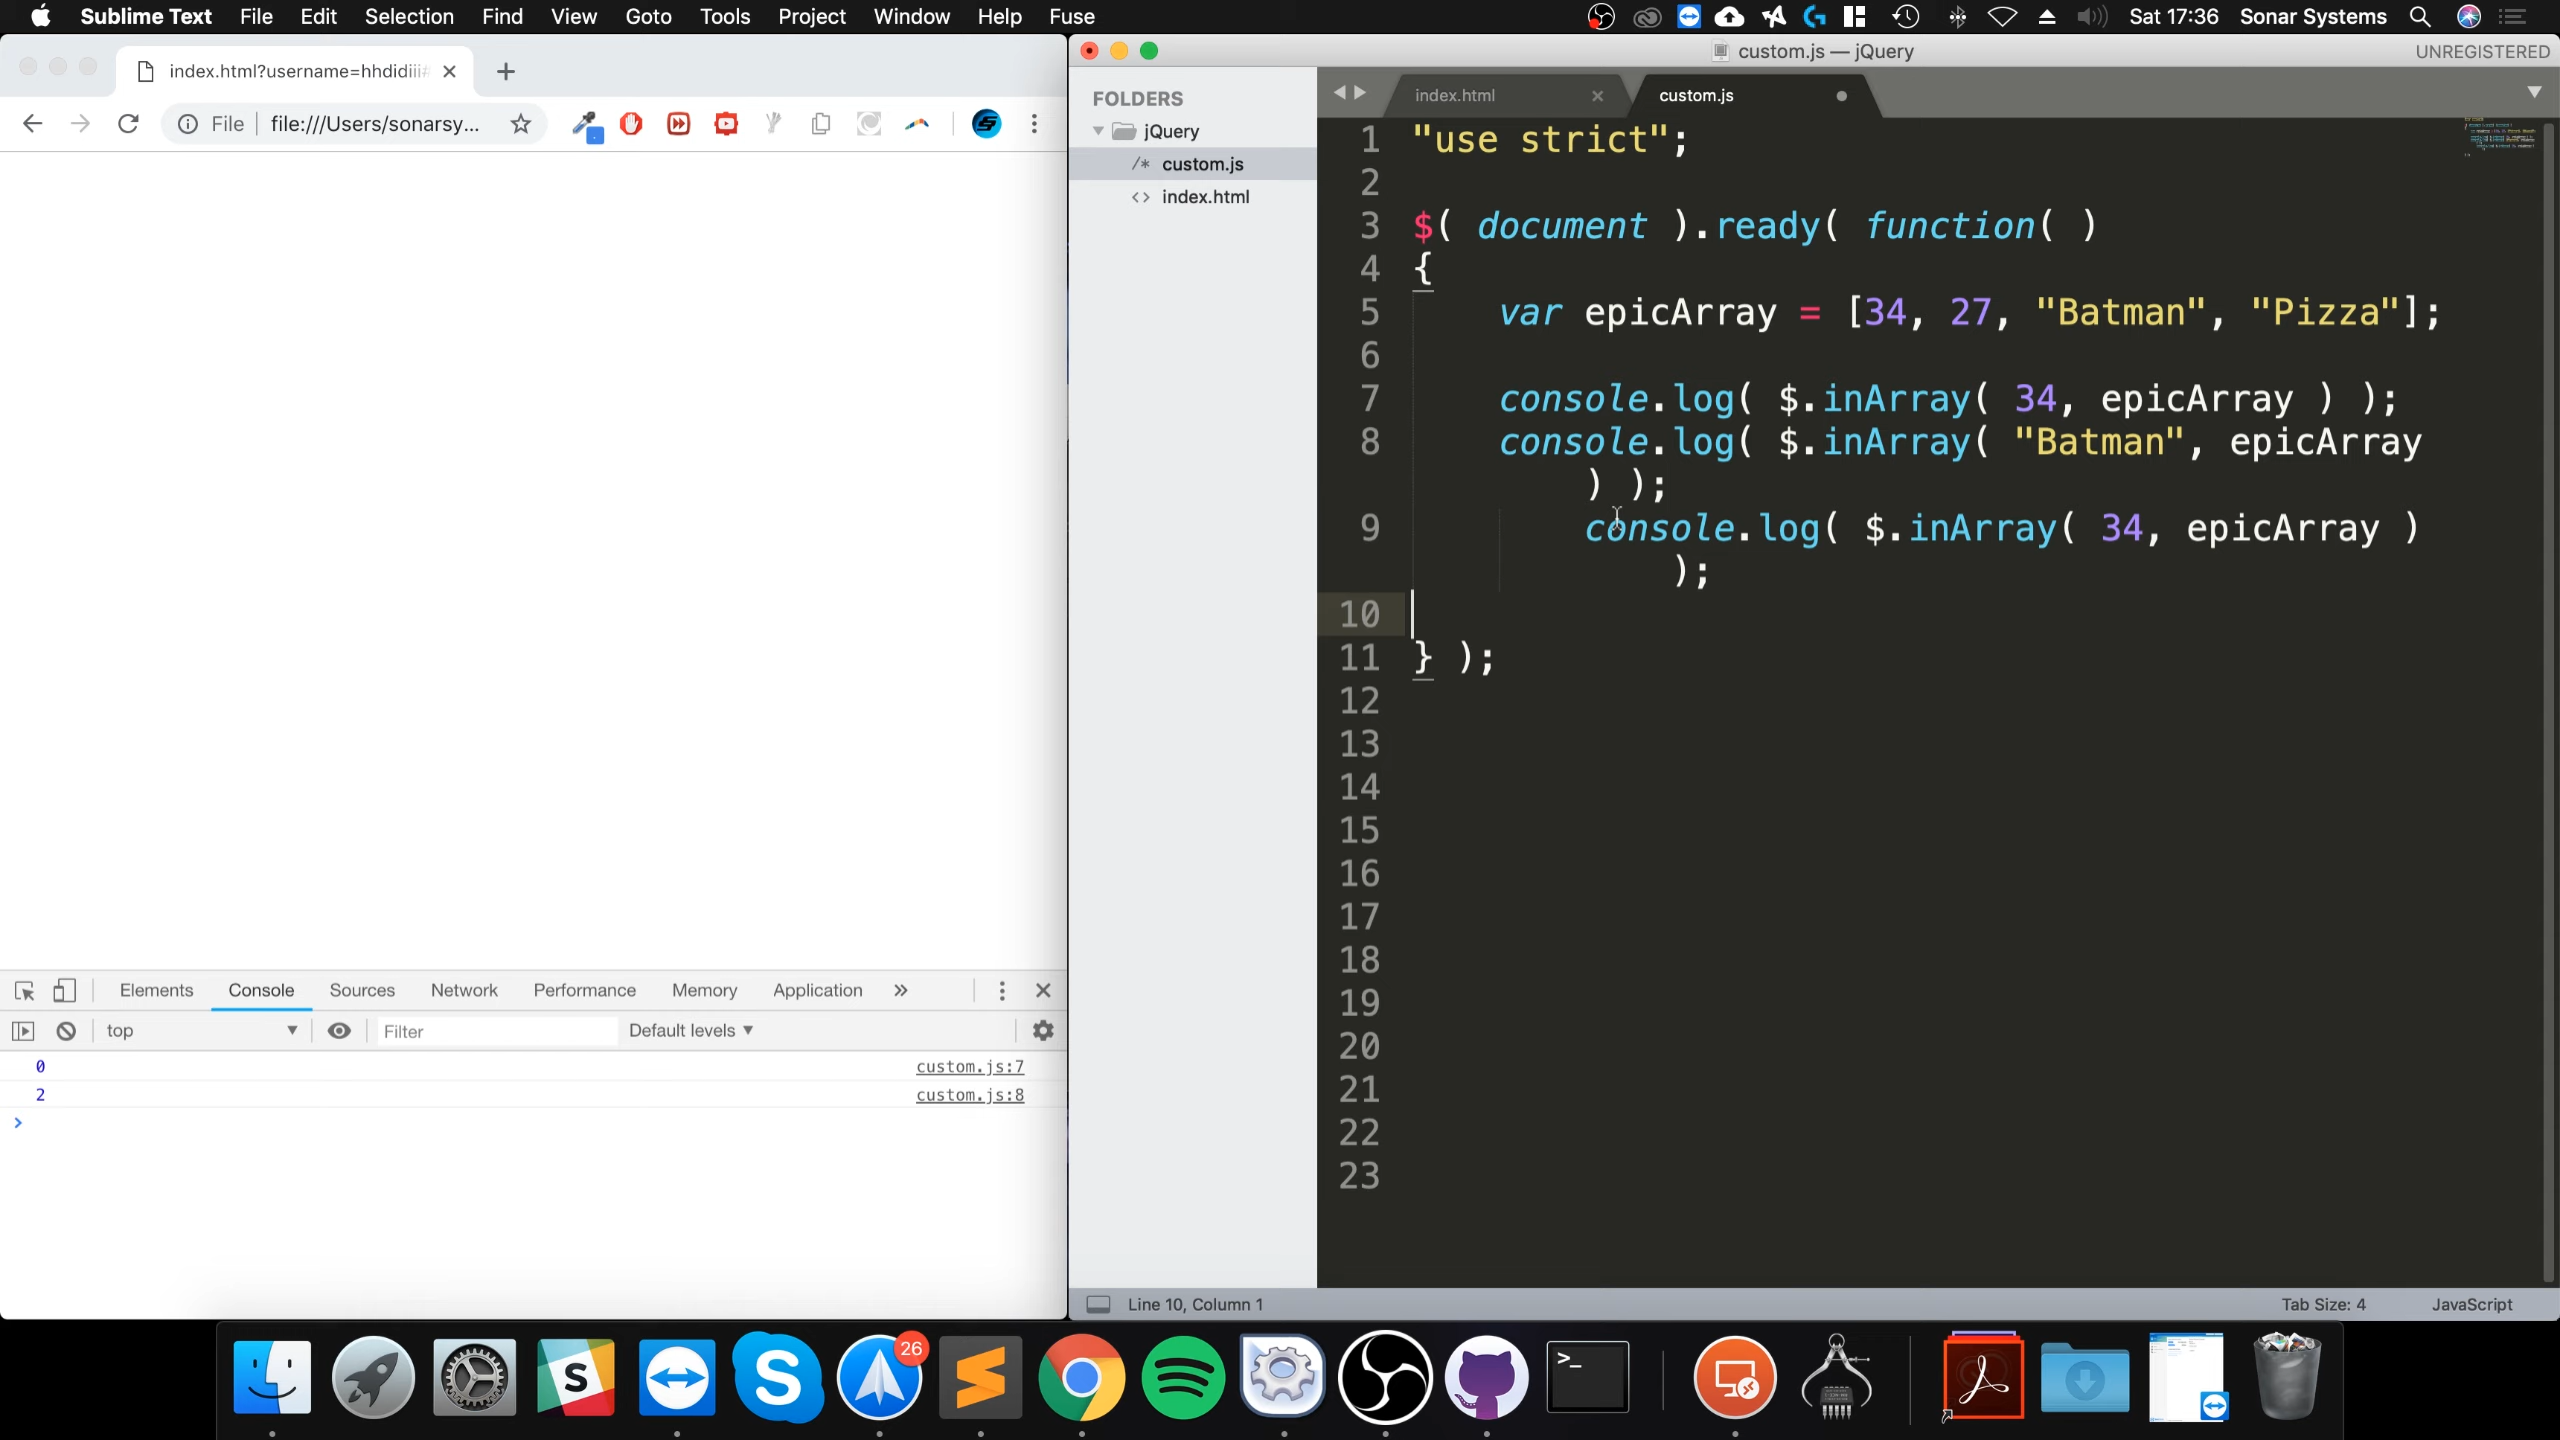 Sublime Text File Edit Selection Find View Goto Tools Project Window Help Fuse Sat 17:36 Sonar Systems
index.html?username=hhdidiii#
File file:///Users/sonarsy...
custom.js — jQuery UNREGISTERED
FOLDERS
jQuery
/* custom.js
<> index.html
index.html custom.js
1 "use strict";
2
3 $( document ).ready( function( )
4 {
5 var epicArray = [34, 27, "Batman", "Pizza"];
6
7 console.log( $.inArray( 34, epicArray ) );
8 console.log( $.inArray( "Batman", epicArray
) );
9 console.log( $.inArray( 34, epicArray )
);
10
11 } );
12
13
14
15
16
17
18
19
20
21
22
23
Elements Console Sources Network Performance Memory Application »
top Filter Default levels
0 custom.js:7
2 custom.js:8
>
Line 10, Column 1 Tab Size: 4 JavaScript
26
>_